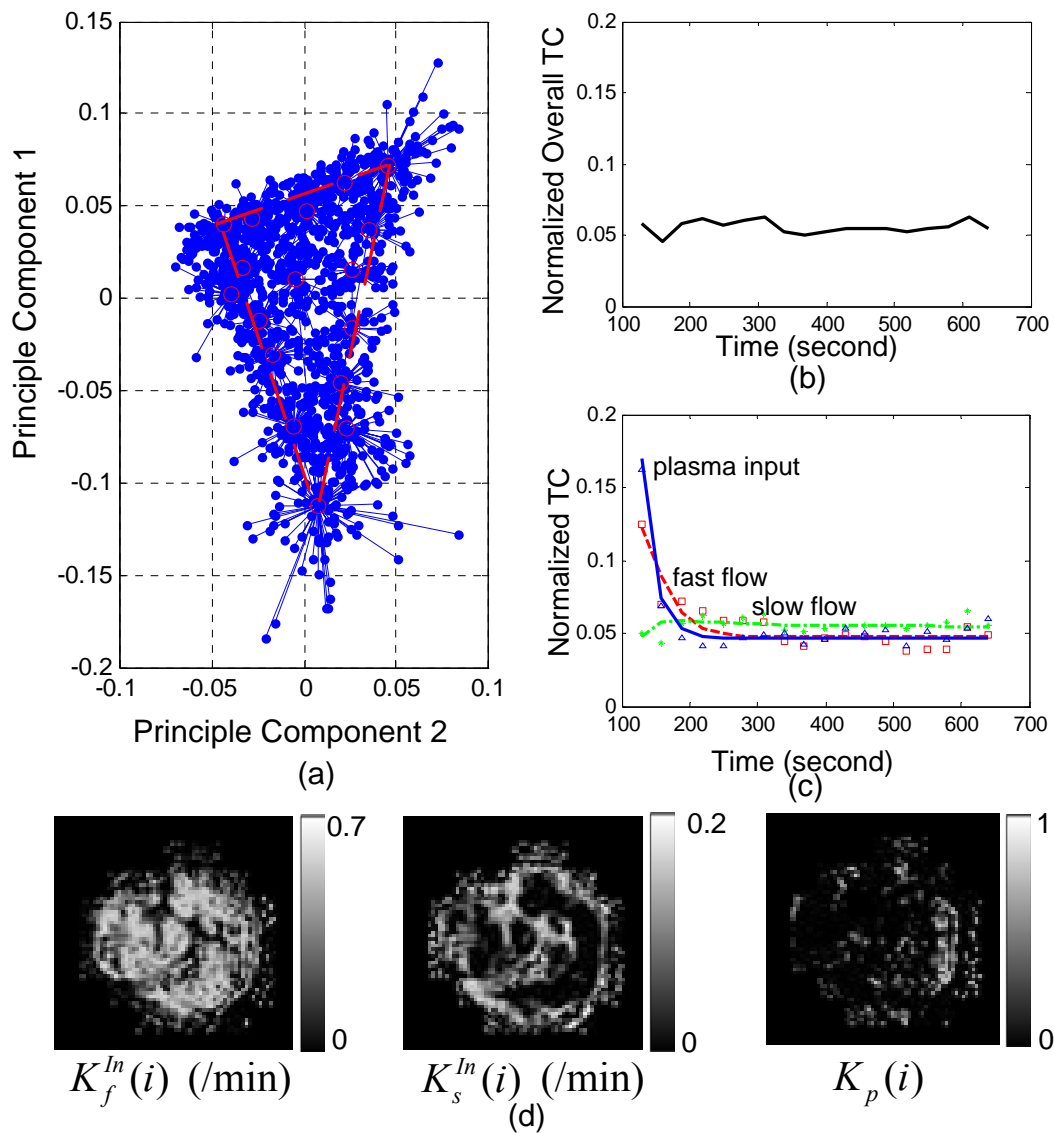 0.15
0.1
0.05
0
-0.05
-0.1
-0.15
-0.2
-0.1
-0.05
0
0.05
0.1
Principle Component 1
Principle Component 2
(a)
0.2
0.15
0.1
0.05
0
100
200
300
400
500
600
700
Normalized Overall TC
Time (second)
(b)
0.2
0.15
0.1
0.05
0
100
200
300
400
500
600
700
Normalized TC
plasma input
fast flow
slow flow
Time (second)
(c)
0.7
0
0.2
0
1
0
K_f^{In}(i) (/min)
K_s^{In}(i) (/min)
K_p(i)
(d)